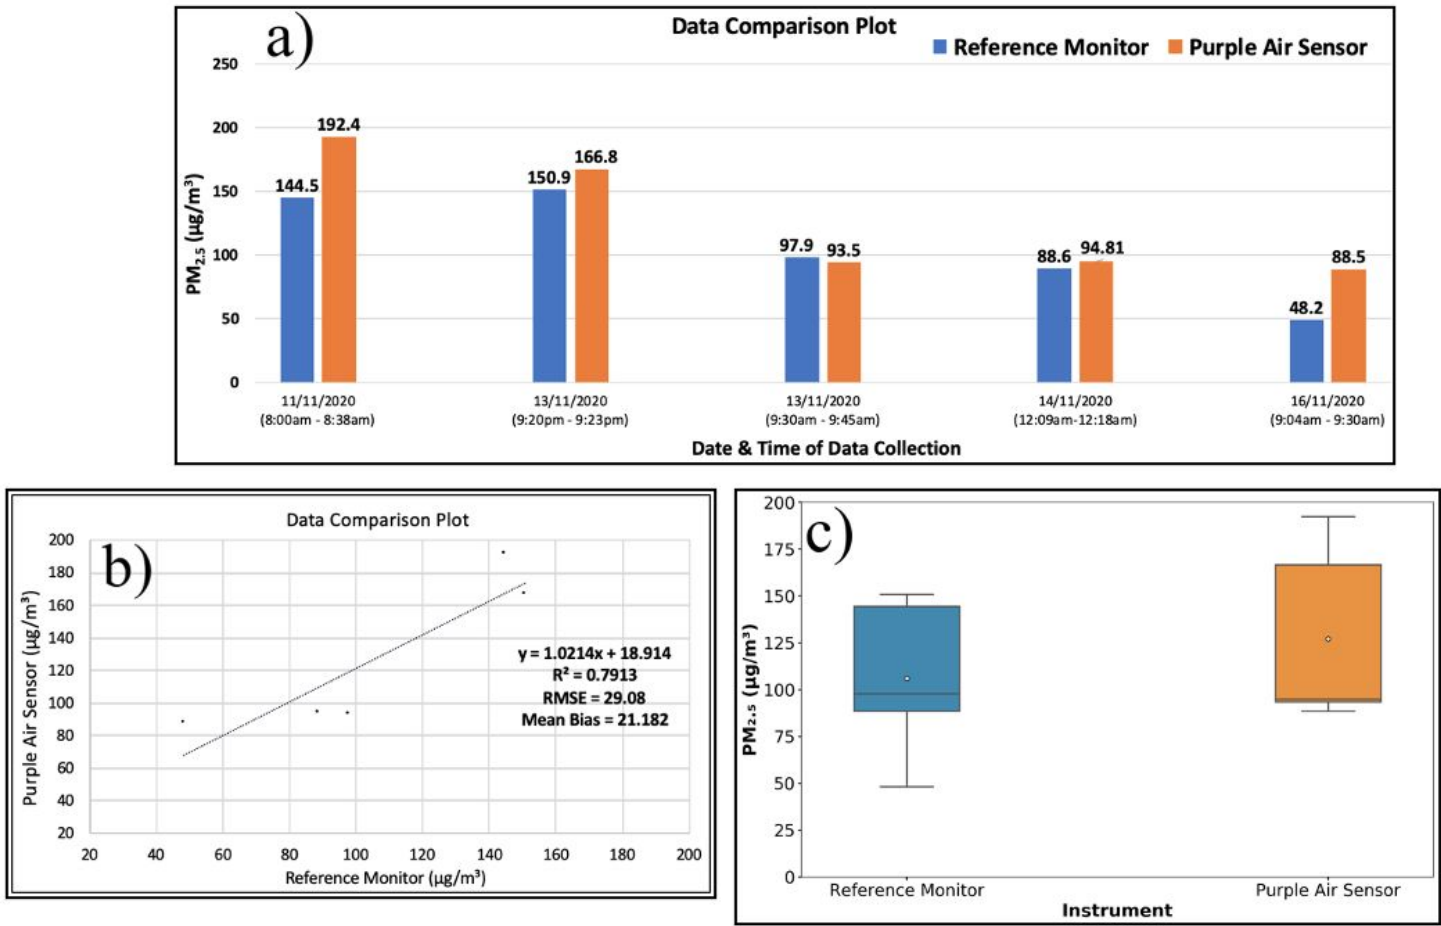 a)
Data Comparison Plot
Reference Monitor Purple Air Sensor
PM₂.₅ (µg/m³)
250
200
150
100
50
0
144.5 192.4
150.9 166.8
97.9 93.5
88.6 94.81
48.2 88.5
11/11/2020 13/11/2020 13/11/2020 14/11/2020 16/11/2020
(8:00am - 8:38am) (9:20pm - 9:23pm) (9:30am - 9:45am) (12:09am-12:18am) (9:04am - 9:30am)
Date & Time of Data Collection
b)
Data Comparison Plot
Purple Air Sensor (µg/m³)
200
180
160
140
120
100
80
60
40
20
y = 1.0214x + 18.914
R² = 0.7913
RMSE = 29.08
Mean Bias = 21.182
20 40 60 80 100 120 140 160 180 200
Reference Monitor (µg/m³)
c)
PM₂.₅ (µg/m³)
200
175
150
125
100
75
50
25
0
Reference Monitor Purple Air Sensor
Instrument